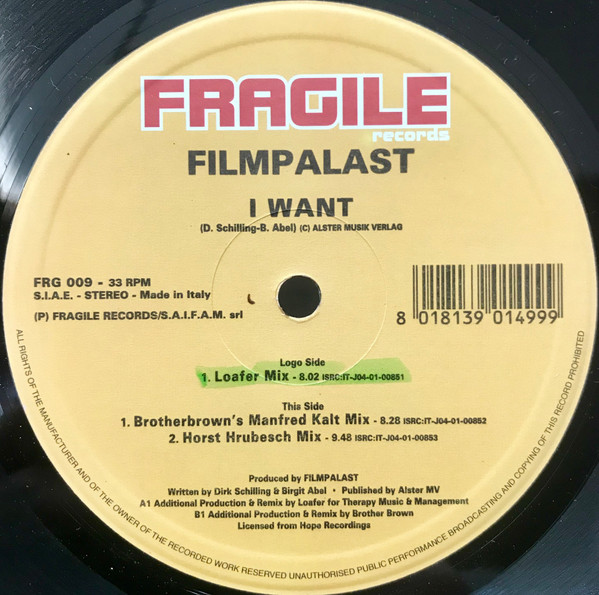 FRAGILE
records
FILMPALAST
I WANT
(D. Schilling-B. Abel) (C) ALSTER MUSIK VERLAG
FRG 009 - 33 RPM
S.I.A.E. - STEREO - Made in Italy
(P) FRAGILE RECORDS/S.A.I.F.A.M. srl
8 018139 014999
Logo Side
1. Loafer Mix - 8.02 ISRC:IT-J04-01-00851
This Side
1. Brotherbrown's Manfred Kalt Mix - 8.28 ISRC:IT-J04-01-00852
2. Horst Hrubesch Mix - 9.48 ISRC:IT-J04-01-00853
Produced by FILMPALAST
Written by Dirk Schilling & Birgit Abel • Published by Alster MV
A1 Additional Production & Remix by Loafer for Therapy Music & Management
B1 Additional Production & Remix by Brother Brown
Licensed from Hope Recordings
ALL RIGHTS OF THE MANUFACTURER AND OF THE OWNER OF THE RECORDED WORK RESERVED UNAUTHORISED PUBLIC PERFORMANCE BROADCASTING AND COPYING OF THIS RECORD PROHIBITED